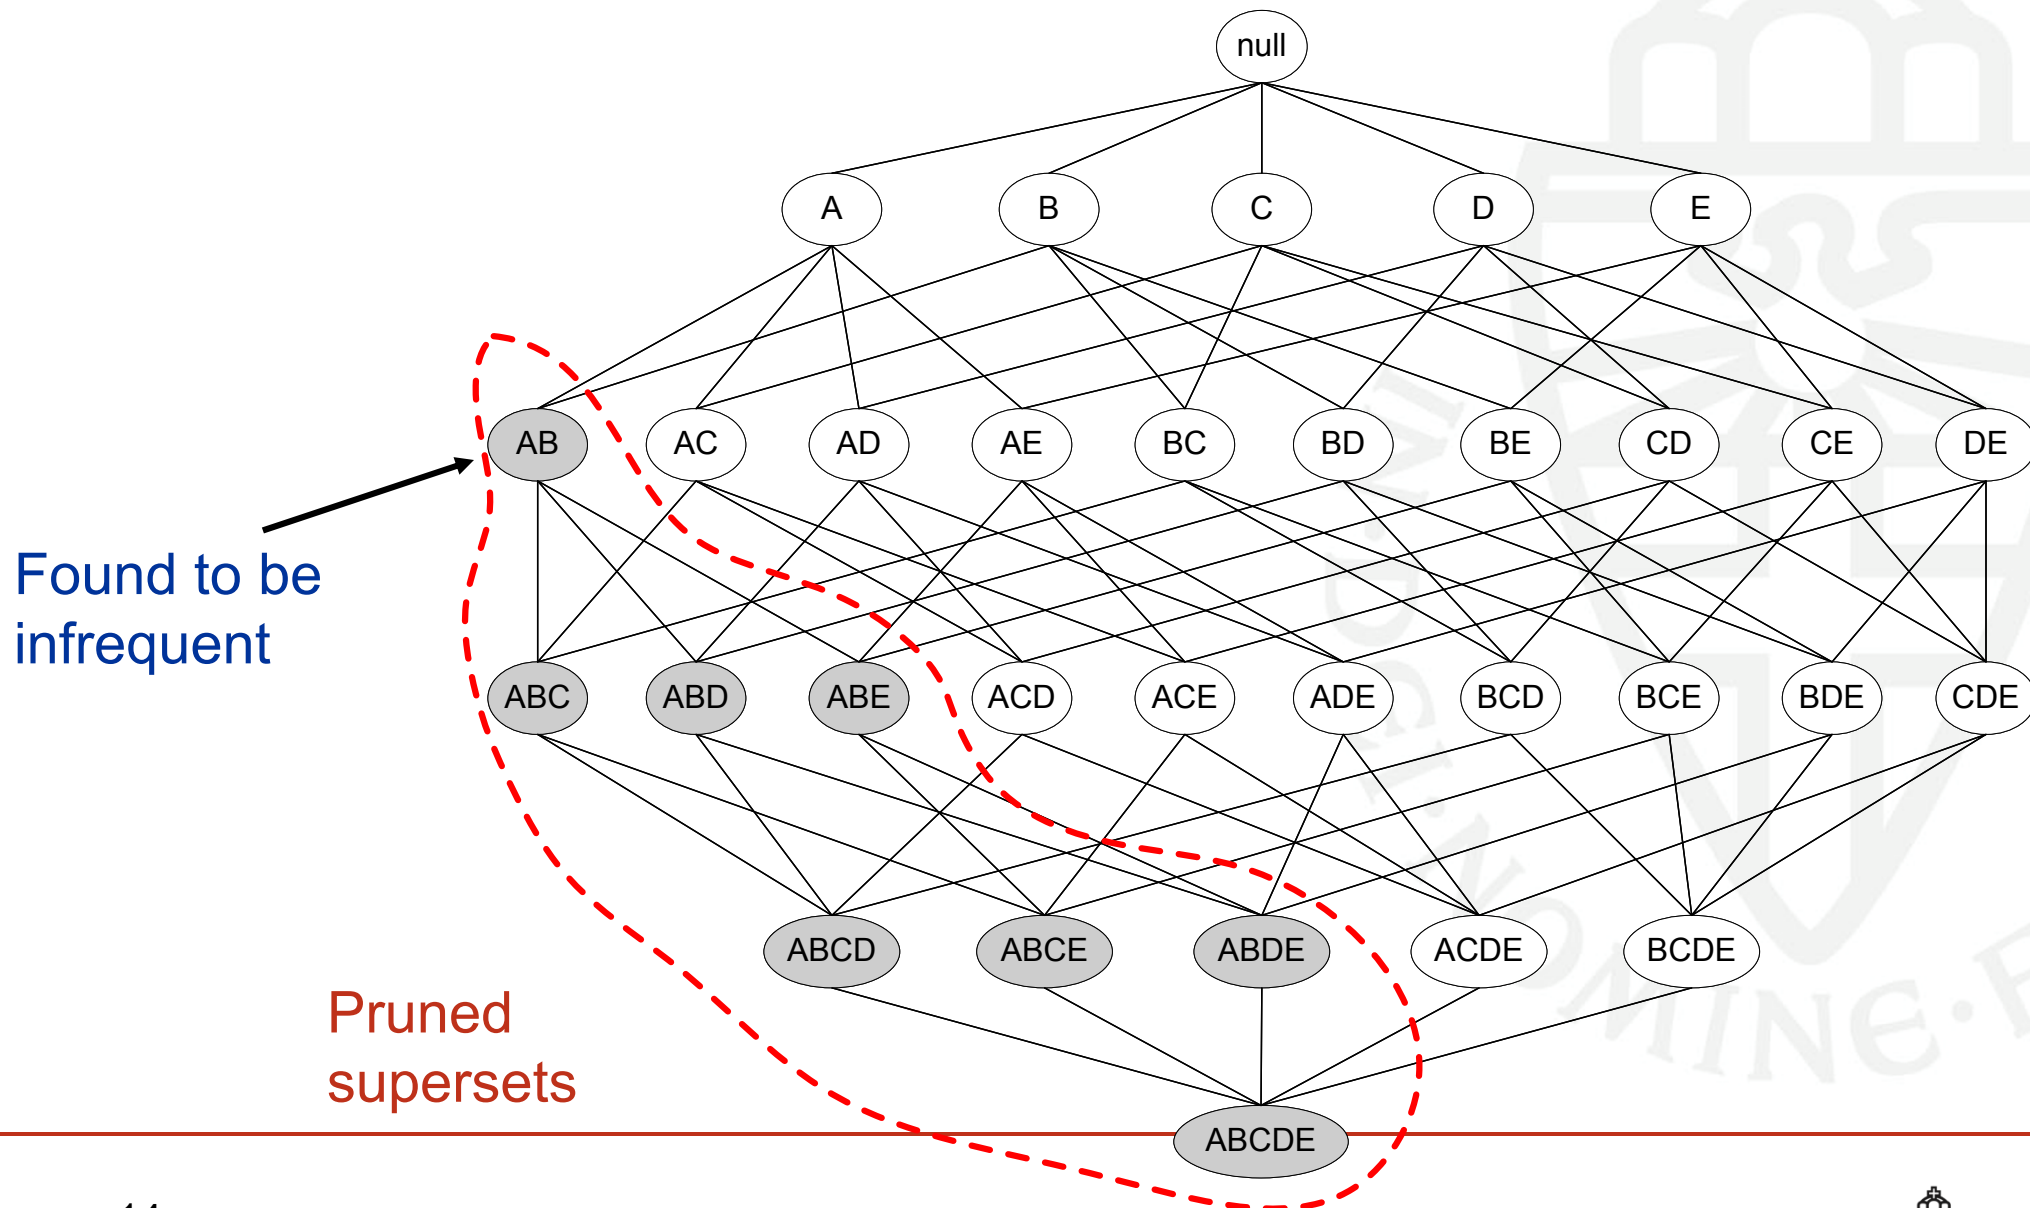 null
A B C D E
AB AC AD AE BC BD BE CD CE DE
Found to be
infrequent
ABC ABD ABE ACD ACE ADE BCD BCE BDE CDE
ABCD ABCE ABDE ACDE BCDE
Pruned
supersets
ABCDE